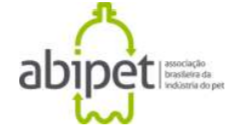 abipet
associação
brasileira da
indústria do pet